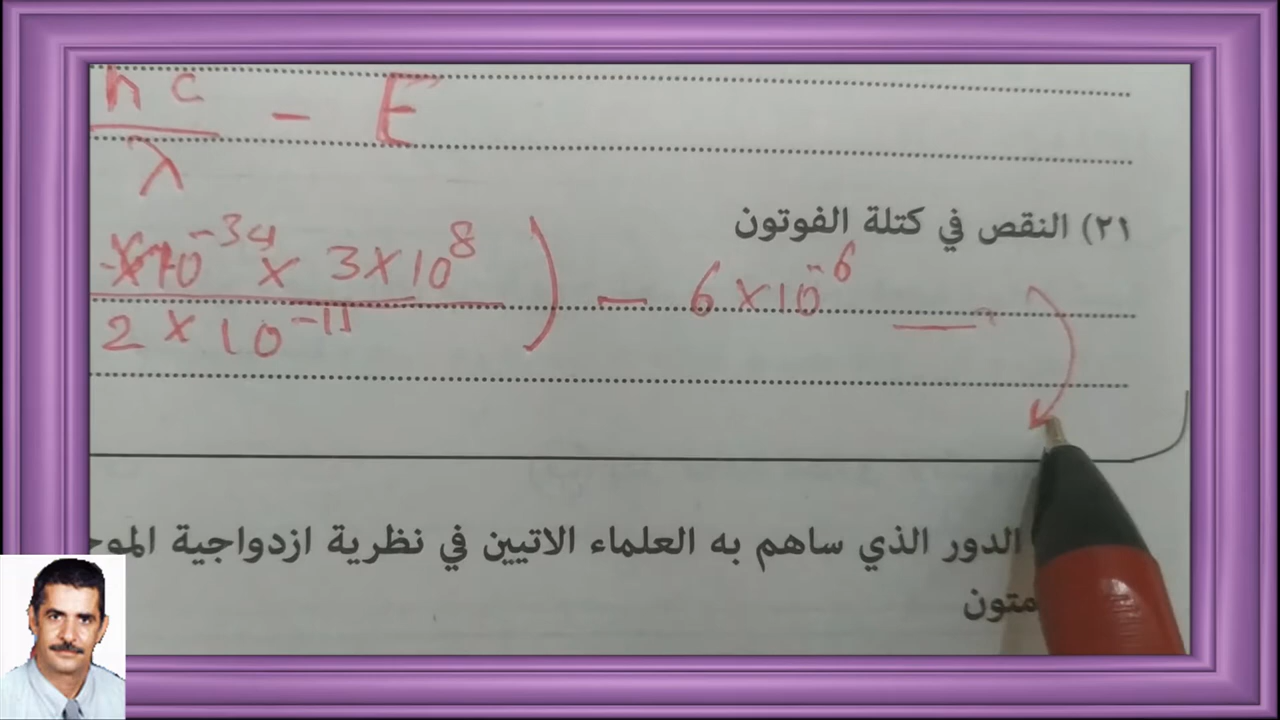 hc / λ - E
٢١) النقص في كتلة الفوتون
×10⁻³⁴ × 3×10⁸ / 2 × 10⁻¹¹ ) - 6×10⁻⁶
الدور الذي ساهم به العلماء الاتيين في نظرية ازدواجية